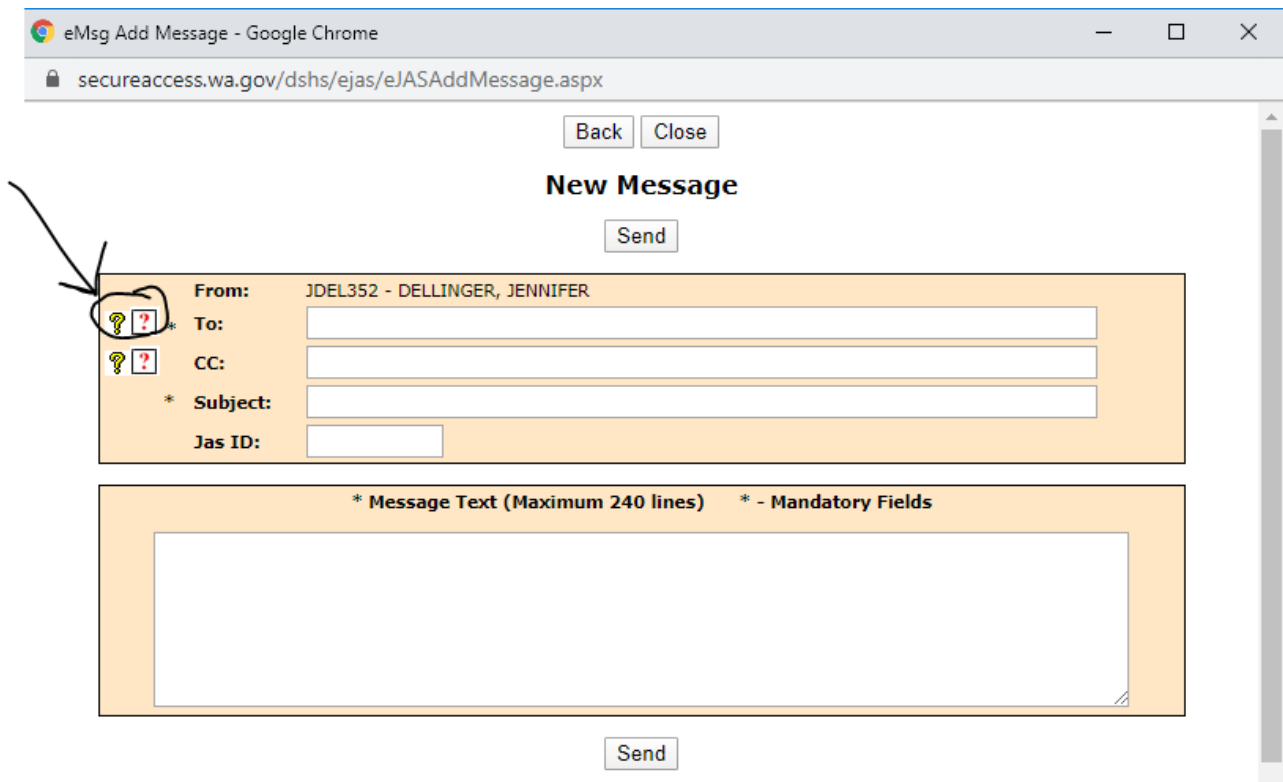 eMsg Add Message - Google Chrome
secureaccess.wa.gov/dshs/ejas/eJASAddMessage.aspx
Back Close
New Message
Send
From: JDEL352 - DELLINGER, JENNIFER
? ? * To:
? ? CC:
* Subject:
Jas ID:
* Message Text (Maximum 240 lines) * - Mandatory Fields
Send